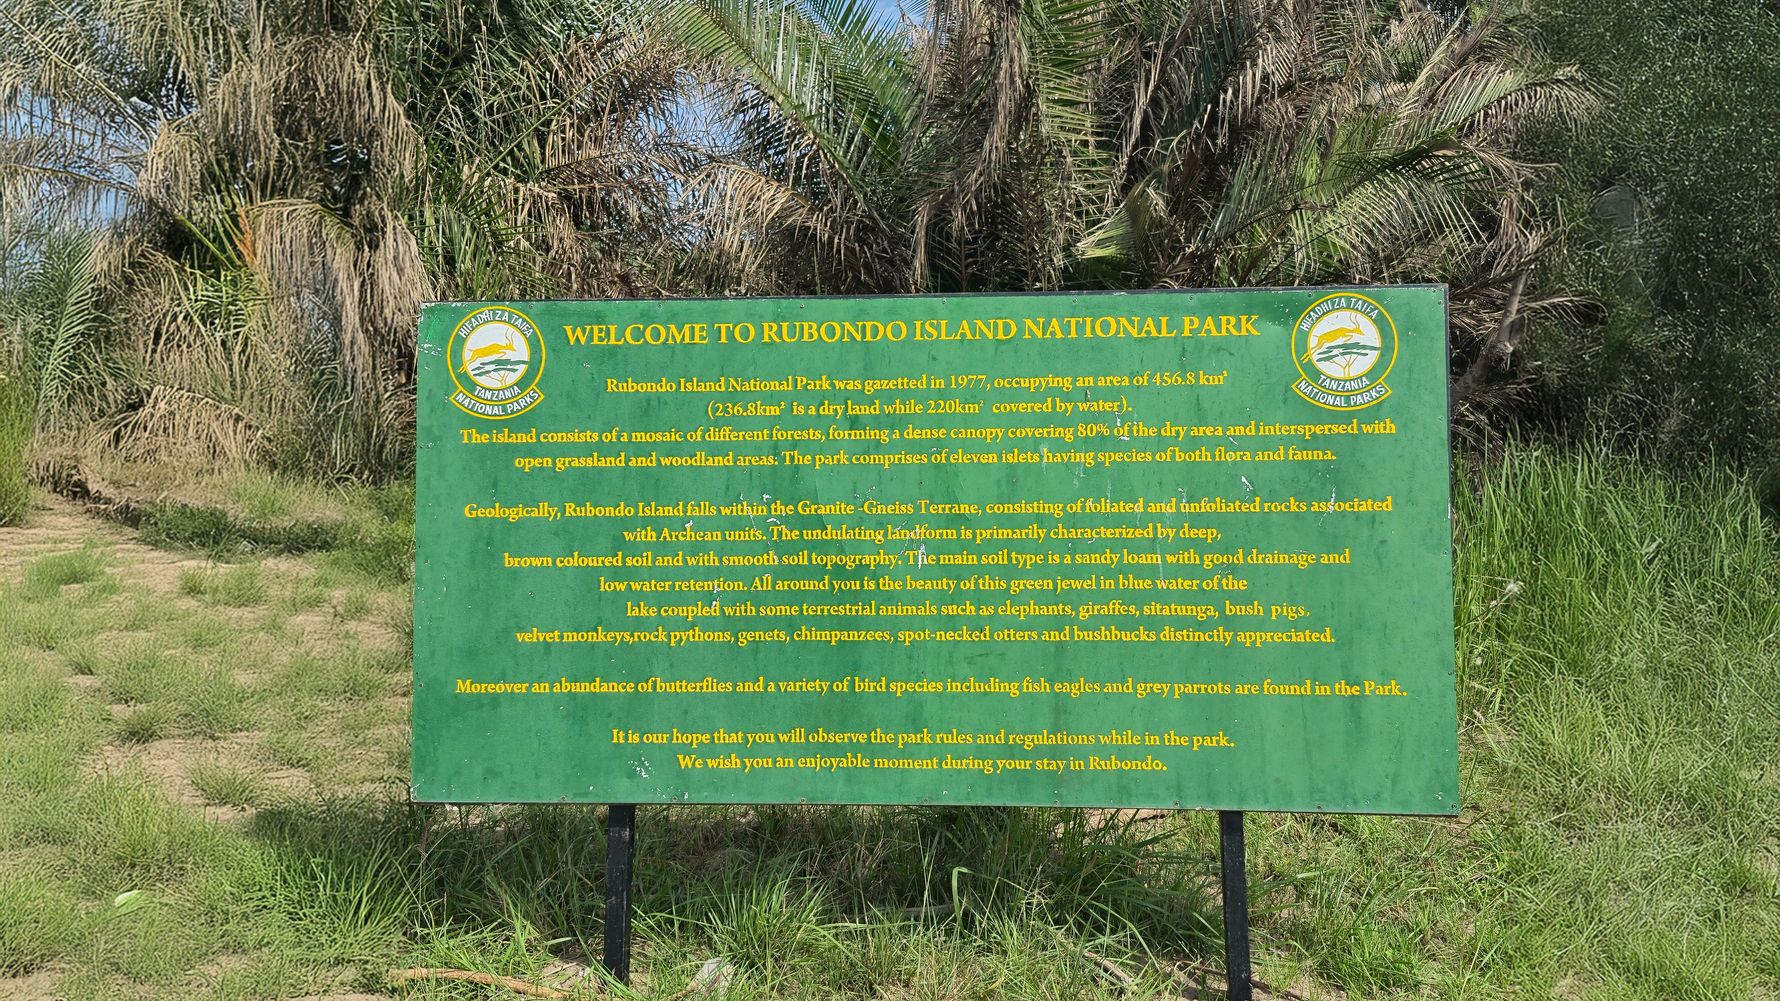 HIFADHI ZA TAIFA
TANZANIA
NATIONAL PARKS
WELCOME TO RUBONDO ISLAND NATIONAL PARK
HIFADHI ZA TAIFA
TANZANIA
NATIONAL PARKS
Rubondo Island National Park was gazetted in 1977, occupying an area of 456.8 km²
(236.8km² is a dry land while 220km² covered by water).
The island consists of a mosaic of different forests, forming a dense canopy covering 80% of the dry area and interspersed with
open grassland and woodland areas. The park comprises of eleven islets having species of both flora and fauna.
Geologically, Rubondo Island falls within the Granite -Gneiss Terrane, consisting of foliated and unfoliated rocks associated
with Archean units. The undulating landform is primarily characterized by deep,
brown coloured soil and with smooth soil topography. The main soil type is a sandy loam with good drainage and
low water retention. All around you is the beauty of this green jewel in blue water of the
lake coupled with some terrestrial animals such as elephants, giraffes, sitatunga, bush pigs,
velvet monkeys,rock pythons, genets, chimpanzees, spot-necked otters and bushbucks distinctly appreciated.
Moreover an abundance of butterflies and a variety of bird species including fish eagles and grey parrots are found in the Park.
It is our hope that you will observe the park rules and regulations while in the park.
We wish you an enjoyable moment during your stay in Rubondo.